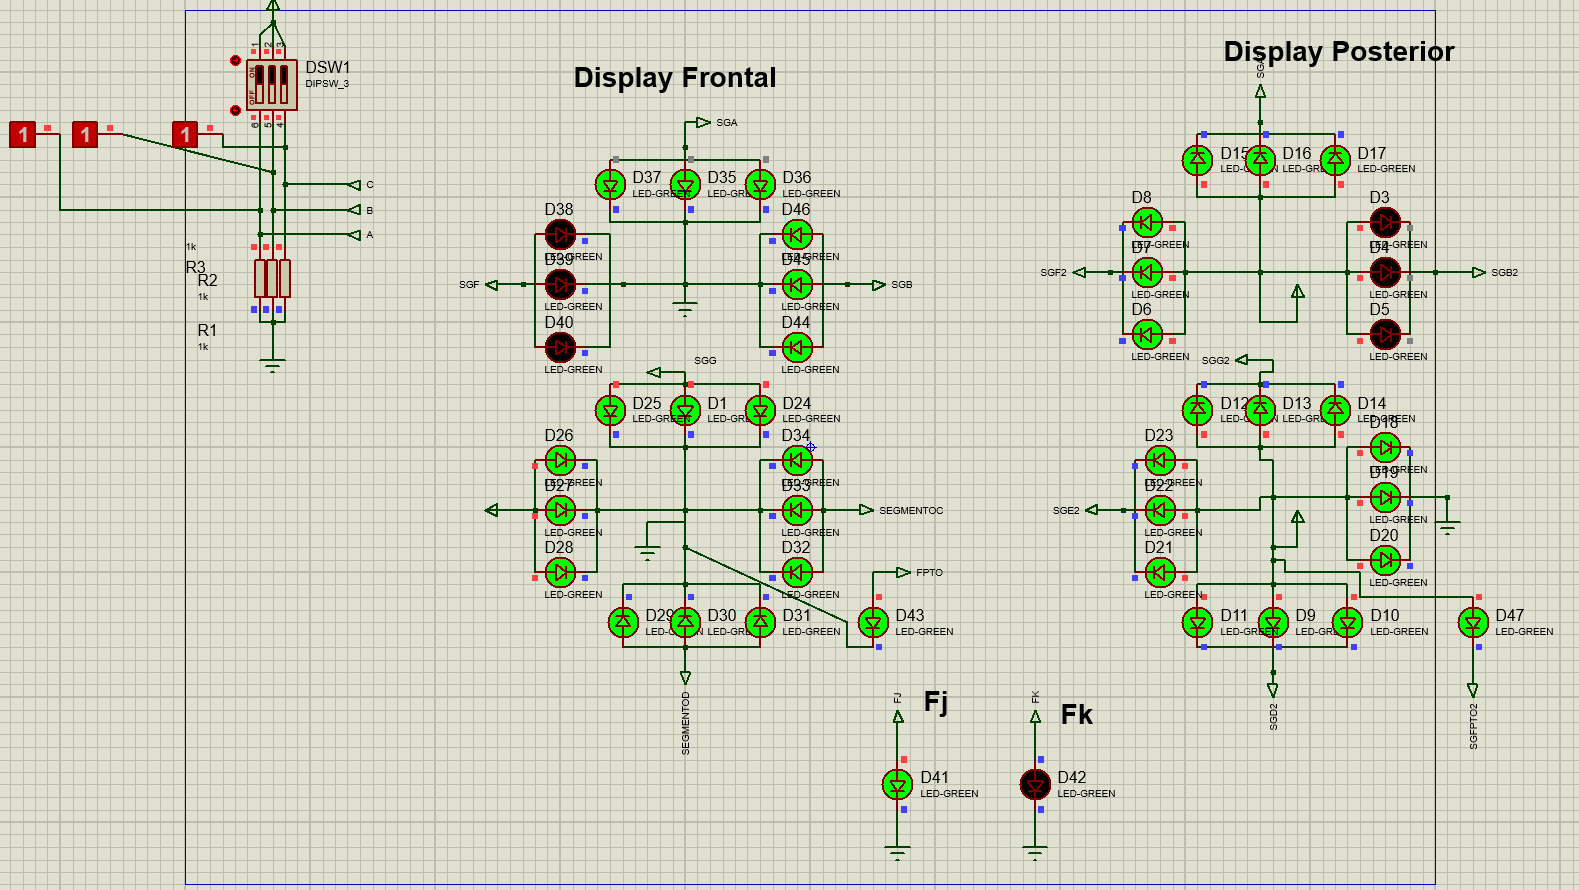 Display Frontal
Display Posterior
DSW1
DIPSW_3
1
2
3
ON
OFF
6
5
4
1
1
1
C
B
A
1k
R3
R2
1k
R1
1k
SGA
D37
LED-GREEN
D35
LED-GREEN
D36
LED-GREEN
D38
LED-GREEN
D39
LED-GREEN
D40
LED-GREEN
D46
LED-GREEN
D45
LED-GREEN
D44
LED-GREEN
SGF
SGB
SGG
D25
LED-GREEN
D1
LED-GREEN
D24
LED-GREEN
D26
LED-GREEN
D27
LED-GREEN
D28
LED-GREEN
D34
LED-GREEN
D33
LED-GREEN
D32
LED-GREEN
SEGMENTOC
FPTO
D29
LED-GREEN
D30
LED-GREEN
D31
LED-GREEN
D43
LED-GREEN
SEGMENTOD
D15
LED-GREEN
D16
LED-GREEN
D17
LED-GREEN
D8
LED-GREEN
D7
LED-GREEN
D6
LED-GREEN
D3
LED-GREEN
D4
LED-GREEN
D5
LED-GREEN
SGF2
SGB2
SGG2
D12
LED-GREEN
D13
LED-GREEN
D14
LED-GREEN
D23
LED-GREEN
D22
LED-GREEN
D21
LED-GREEN
D18
LED-GREEN
D19
LED-GREEN
D20
LED-GREEN
SGE2
D11
LED-GREEN
D9
LED-GREEN
D10
LED-GREEN
D47
LED-GREEN
SGD2
SGFPTO2
FJ
Fj
FK
Fk
D41
LED-GREEN
D42
LED-GREEN